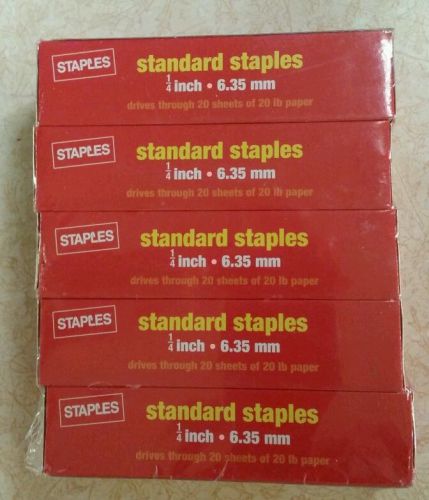 STAPLES
standard staples
1/4 inch • 6.35 mm
drives through 20 sheets of 20 lb paper
STAPLES
standard staples
1/4 inch • 6.35 mm
drives through 20 sheets of 20 lb paper
STAPLES
standard staples
1/4 inch • 6.35 mm
drives through 20 sheets of 20 lb paper
STAPLES
standard staples
1/4 inch • 6.35 mm
drives through 20 sheets of 20 lb paper
STAPLES
standard staples
1/4 inch • 6.35 mm
drives through 20 sheets of 20 lb paper